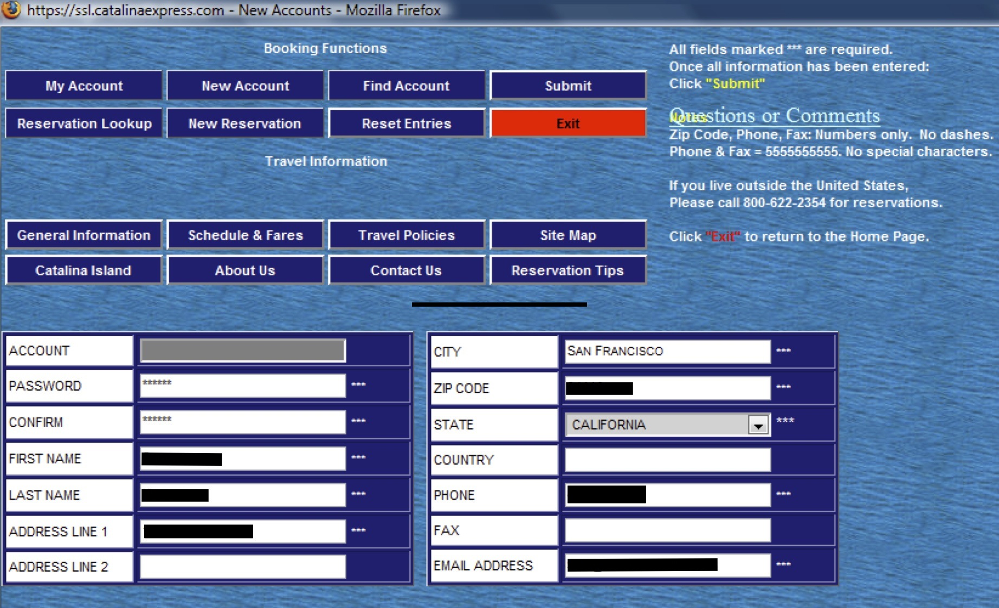 https://ssl.catalinaexpress.com - New Accounts - Mozilla Firefox
Booking Functions
My Account
New Account
Find Account
Submit
Reservation Lookup
New Reservation
Reset Entries
Exit
Travel Information
General Information
Schedule & Fares
Travel Policies
Site Map
Catalina Island
About Us
Contact Us
Reservation Tips
All fields marked *** are required.
Once all information has been entered:
Click "Submit"
Questions or Comments
Notes
Zip Code, Phone, Fax: Numbers only.  No dashes.
Phone & Fax = 5555555555. No special characters.
If you live outside the United States,
Please call 800-622-2354 for reservations.
Click "Exit" to return to the Home Page.
ACCOUNT
PASSWORD ****** ***
CONFIRM ****** ***
FIRST NAME ***
LAST NAME ***
ADDRESS LINE 1 ***
ADDRESS LINE 2
CITY SAN FRANCISCO ***
ZIP CODE ***
STATE CALIFORNIA ***
COUNTRY
PHONE ***
FAX
EMAIL ADDRESS ***